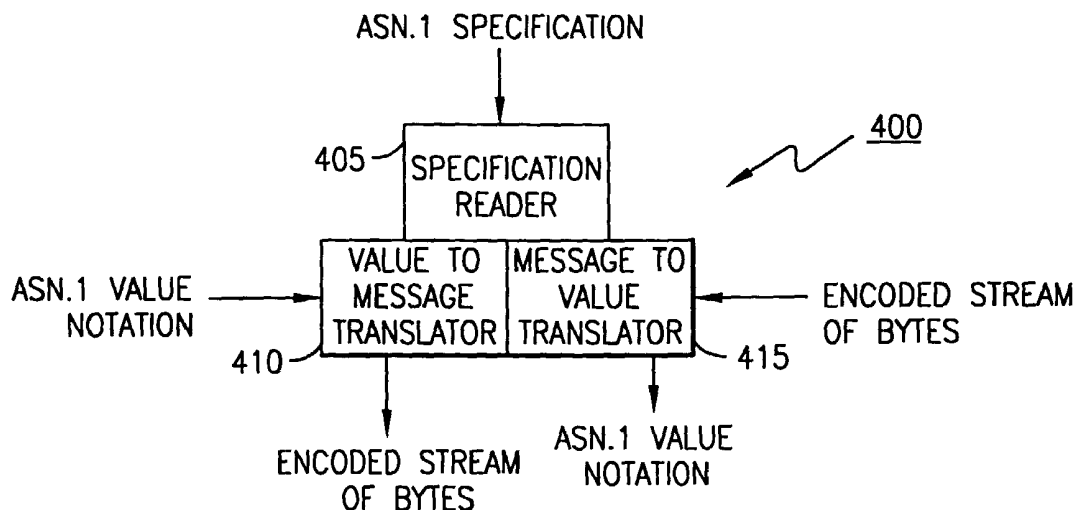 ASN.1 SPECIFICATION
400
405
SPECIFICATION
READER
ASN.1 VALUE
NOTATION
VALUE TO
MESSAGE
TRANSLATOR
MESSAGE TO
VALUE
TRANSLATOR
ENCODED STREAM
OF BYTES
410
415
ENCODED STREAM
OF BYTES
ASN.1 VALUE
NOTATION